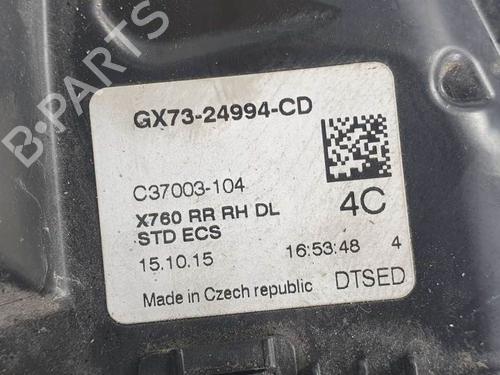 GX73-24994-CD
C37003-104
X760 RR RH DL
STD ECS
4C
15.10.15 16:53:48 4
Made in Czech republic DTSED
B-PARTS